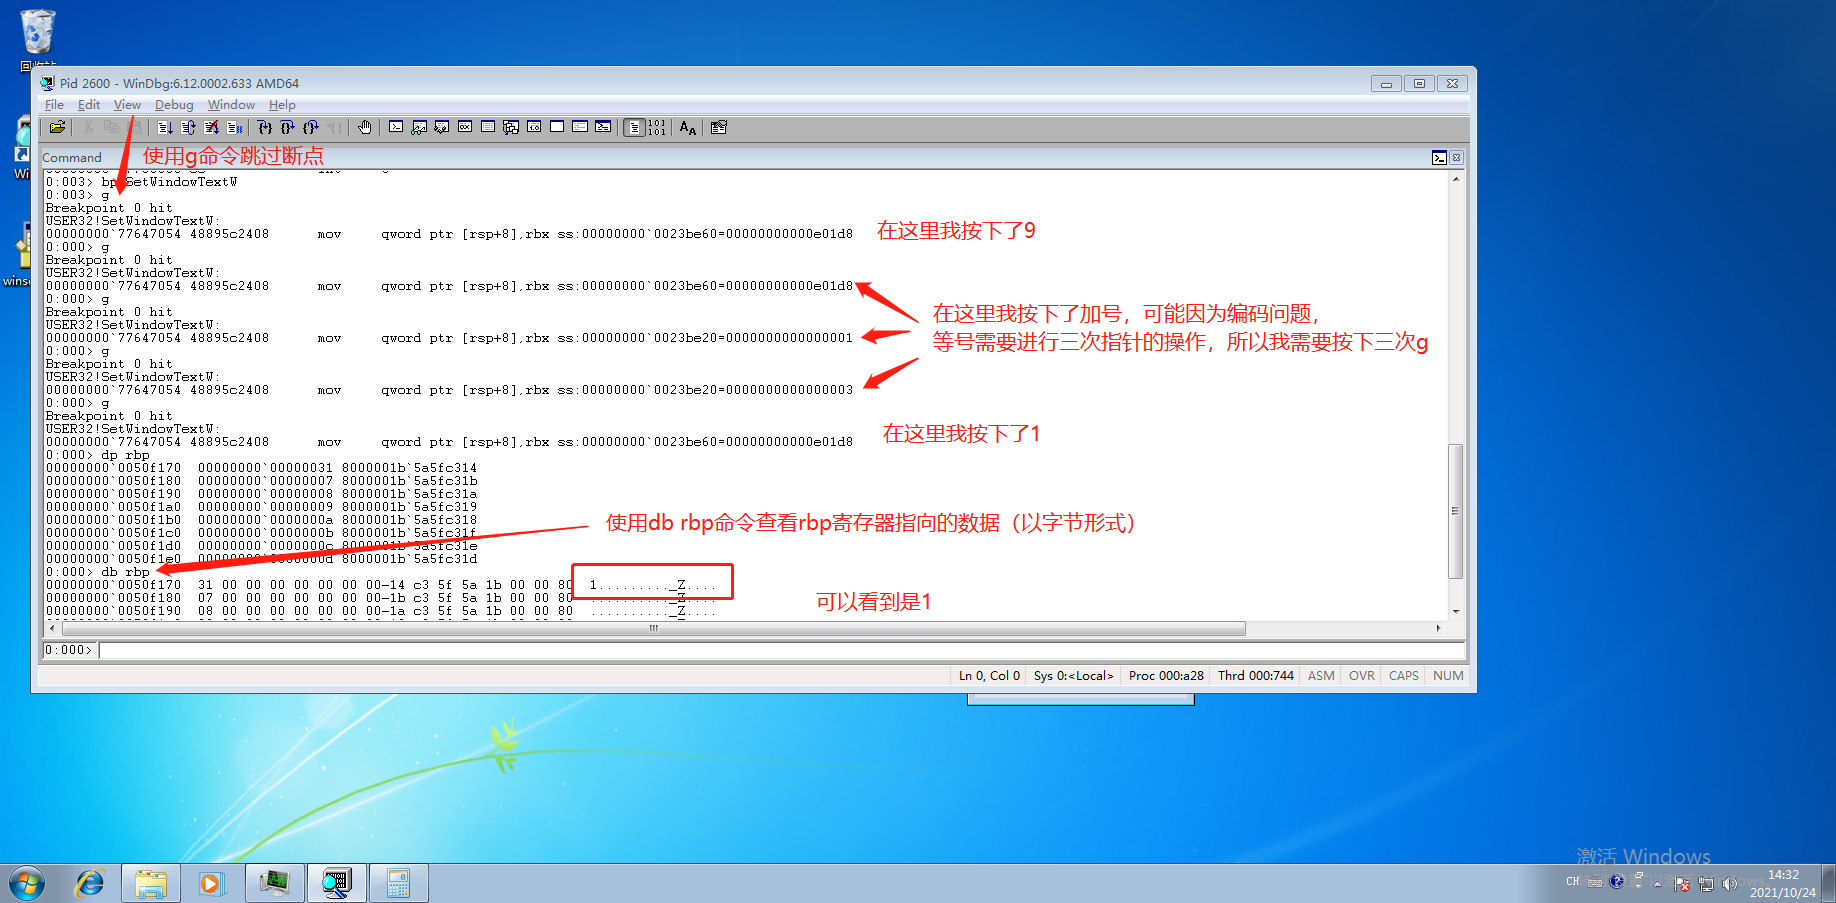 回收站
Pid 2600 - WinDbg:6.12.0002.633 AMD64
File Edit View Debug Window Help
Command
使用g命令跳过断点
0:003> bp SetWindowTextW
0:003> g
Breakpoint 0 hit
USER32!SetWindowTextW:
00000000`77647054 48895c2408 mov qword ptr [rsp+8],rbx ss:00000000`0023be60=00000000000e01d8
在这里我按下了9
0:000> g
Breakpoint 0 hit
USER32!SetWindowTextW:
00000000`77647054 48895c2408 mov qword ptr [rsp+8],rbx ss:00000000`0023be60=00000000000e01d8
0:000> g
Breakpoint 0 hit
在这里我按下了加号，可能因为编码问题，
等号需要进行三次指针的操作，所以我需要按下三次g
USER32!SetWindowTextW:
00000000`77647054 48895c2408 mov qword ptr [rsp+8],rbx ss:00000000`0023be20=0000000000000001
0:000> g
Breakpoint 0 hit
USER32!SetWindowTextW:
00000000`77647054 48895c2408 mov qword ptr [rsp+8],rbx ss:00000000`0023be20=0000000000000003
0:000> g
Breakpoint 0 hit
USER32!SetWindowTextW:
00000000`77647054 48895c2408 mov qword ptr [rsp+8],rbx ss:00000000`0023be60=00000000000e01d8
在这里我按下了1
0:000> dp rbp
00000000`0050f170 00000000`00000031 8000001b`5a5fc314
00000000`0050f180 00000000`00000007 8000001b`5a5fc31b
00000000`0050f190 00000000`00000008 8000001b`5a5fc31a
00000000`0050f1a0 00000000`00000009 8000001b`5a5fc319
00000000`0050f1b0 00000000`0000000a 8000001b`5a5fc318
00000000`0050f1c0 00000000`0000000b 8000001b`5a5fc31f
00000000`0050f1d0 00000000`0000000c 8000001b`5a5fc31e
00000000`0050f1e0 00000000`0000000d 8000001b`5a5fc31d
使用db rbp命令查看rbp寄存器指向的数据（以字节形式）
0:000> db rbp
00000000`0050f170 31 00 00 00 00 00 00 00-14 c3 5f 5a 1b 00 00 80 1........._Z....
00000000`0050f180 07 00 00 00 00 00 00 00-1b c3 5f 5a 1b 00 00 80 .........._Z....
00000000`0050f190 08 00 00 00 00 00 00 00-1a c3 5f 5a 1b 00 00 80 .........._Z....
可以看到是1
0:000>
Ln 0, Col 0 Sys 0:<Local> Proc 000:a28 Thrd 000:744 ASM OVR CAPS NUM
激活 Windows
CH
14:32
2021/10/24